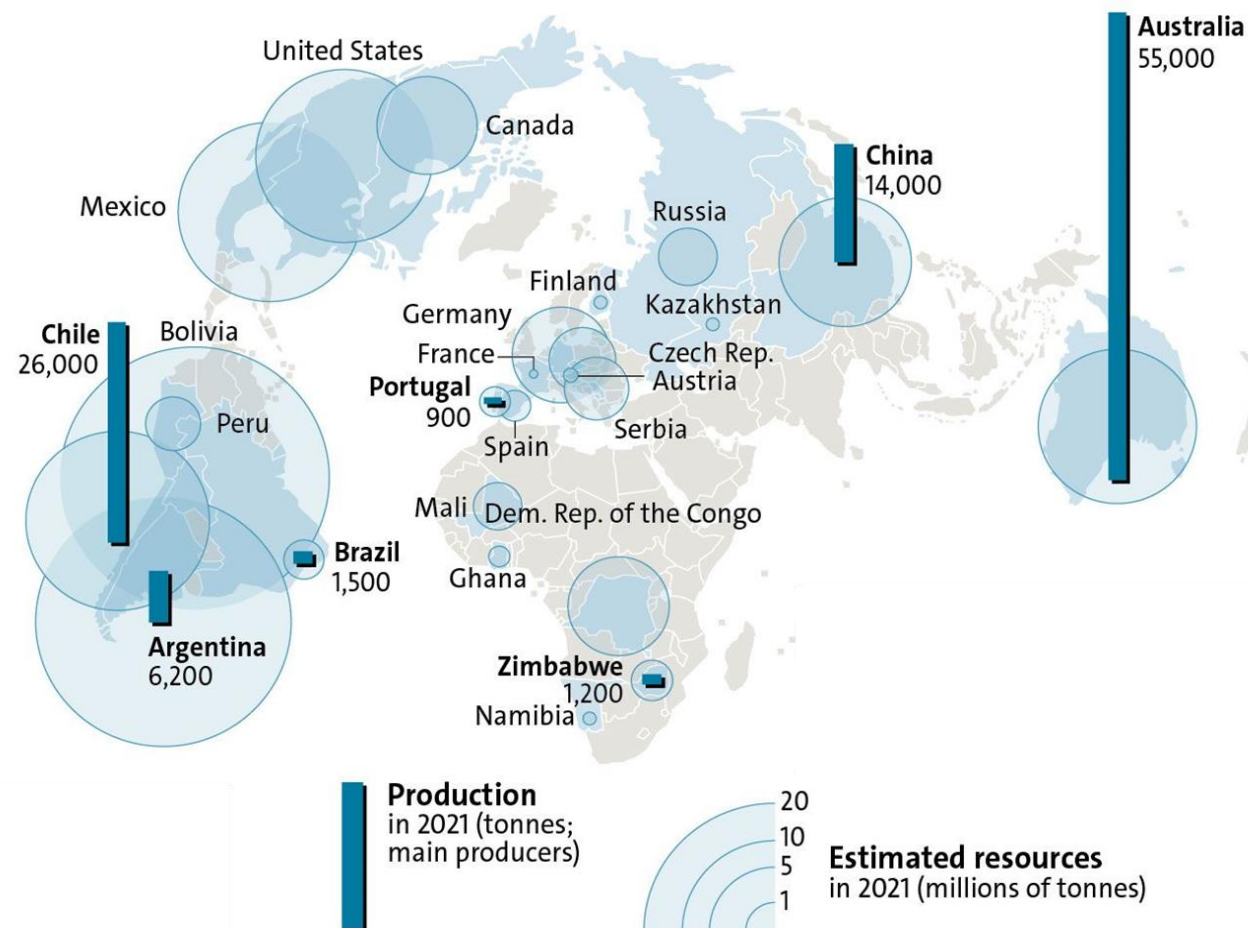 United States
Canada
Mexico
Australia
55,000
China
14,000
Russia
Finland
Kazakhstan
Germany
France
Czech Rep.
Austria
Portugal
900
Spain
Serbia
Chile
26,000
Bolivia
Peru
Brazil
1,500
Argentina
6,200
Mali
Dem. Rep. of the Congo
Ghana
Zimbabwe
1,200
Namibia
Production
in 2021 (tonnes;
main producers)
20
10
5
1
Estimated resources
in 2021 (millions of tonnes)